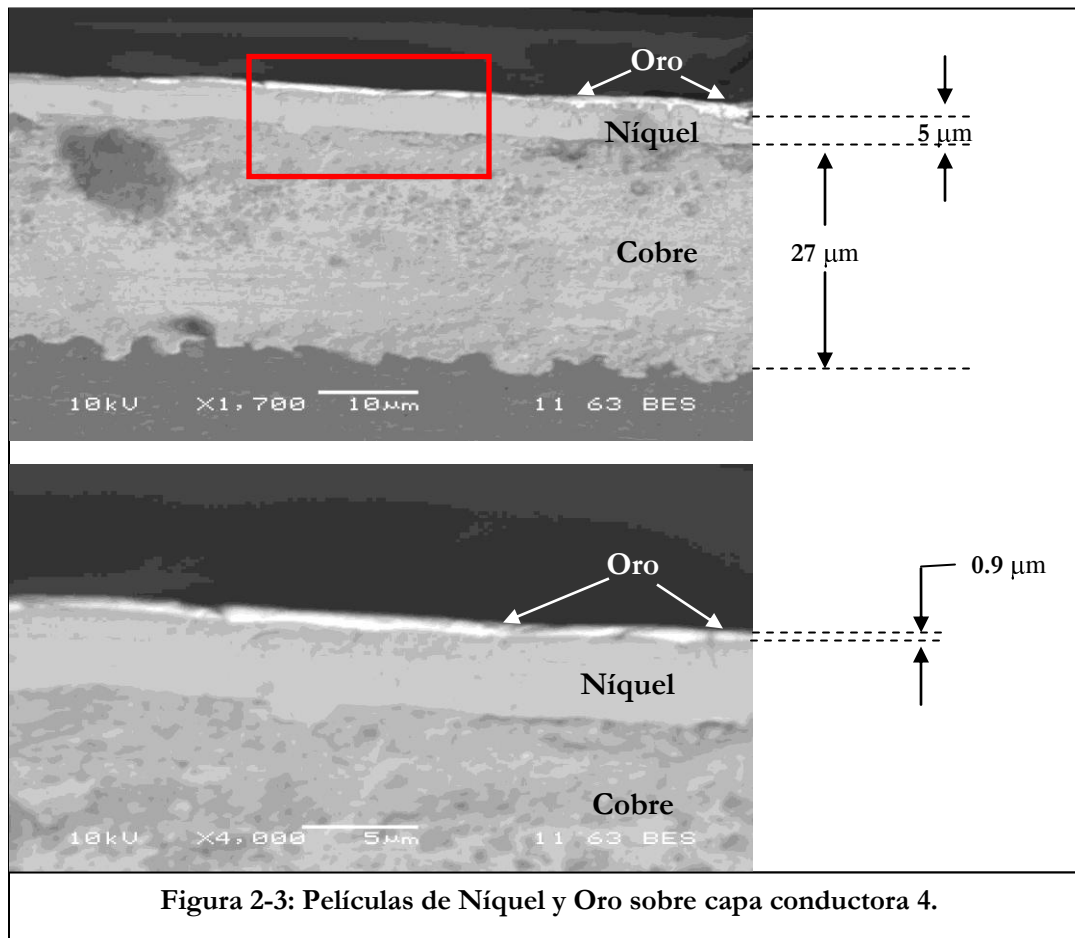 Oro
Níquel
5 μm
Cobre
27 μm
10kV X1,700 10μm 11 63 BES
Oro
0.9 μm
Níquel
Cobre
10kV X4,000 5μm 11 63 BES
Figura 2-3: Películas de Níquel y Oro sobre capa conductora 4.